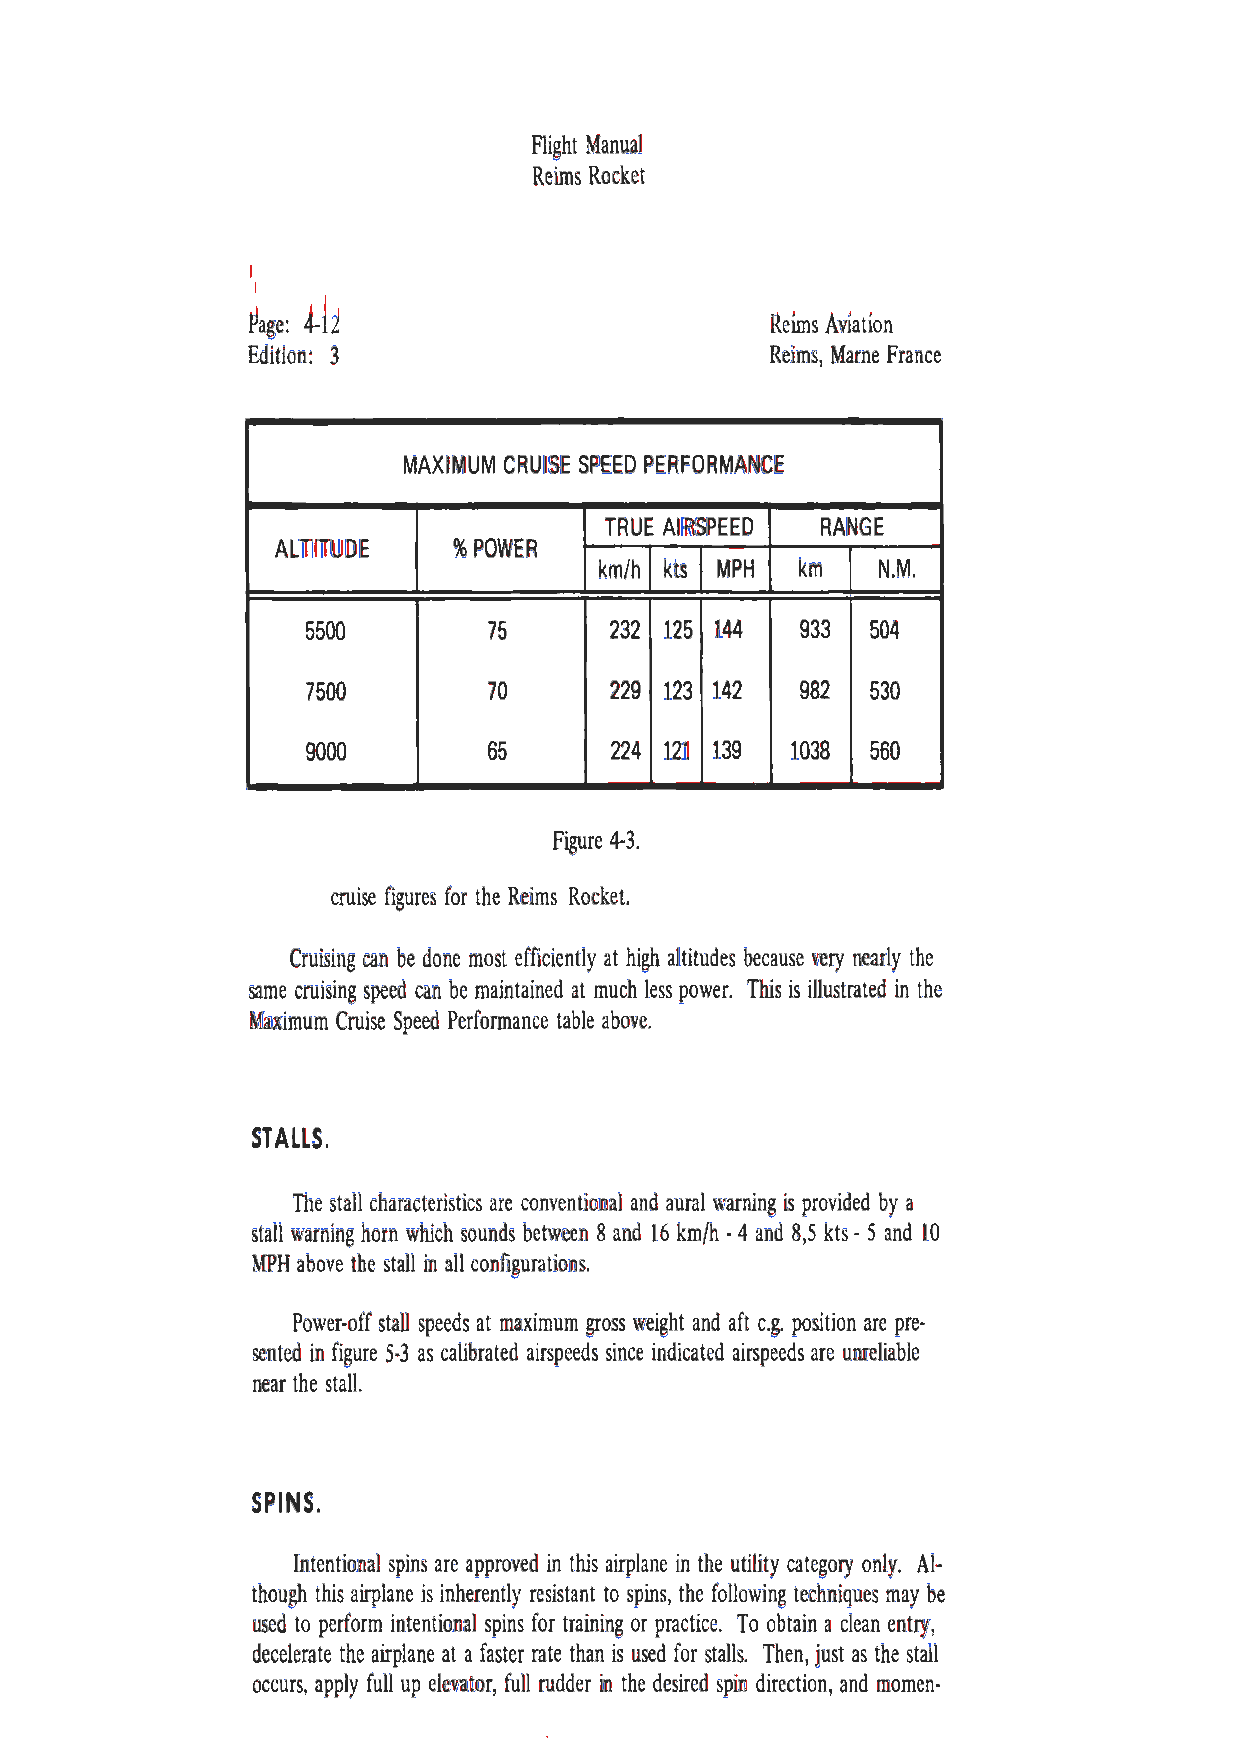 Flight Manual
Reims Rocket
Page: 4-12
Reims Aviation
Edition: 3
Reims, Marne France
MAXIMUM CRUISE SPEED PERFORMANCE
ALTITUDE % POWER TRUE AIRSPEED RANGE
km/h kts MPH km N.M.
5500 75 232 125 144 933 504
7500 70 229 123 142 982 530
9000 65 224 121 139 1038 560
Figure 4-3.
cruise figures for the Reims Rocket.
Cruising can be done most efficiently at high altitudes because very nearly the
same cruising speed can be maintained at much less power. This is illustrated in the
Maximum Cruise Speed Performance table above.
STALLS.
The stall characteristics are conventional and aural warning is provided by a
stall warning horn which sounds between 8 and 16 km/h - 4 and 8,5 kts - 5 and 10
MPH above the stall in all configurations.
Power-off stall speeds at maximum gross weight and aft c.g. position are pre-
sented in figure 5-3 as calibrated airspeeds since indicated airspeeds are unreliable
near the stall.
SPINS.
Intentional spins are approved in this airplane in the utility category only. Al-
though this airplane is inherently resistant to spins, the following techniques may be
used to perform intentional spins for training or practice. To obtain a clean entry,
decelerate the airplane at a faster rate than is used for stalls. Then, just as the stall
occurs, apply full up elevator, full rudder in the desired spin direction, and momen-